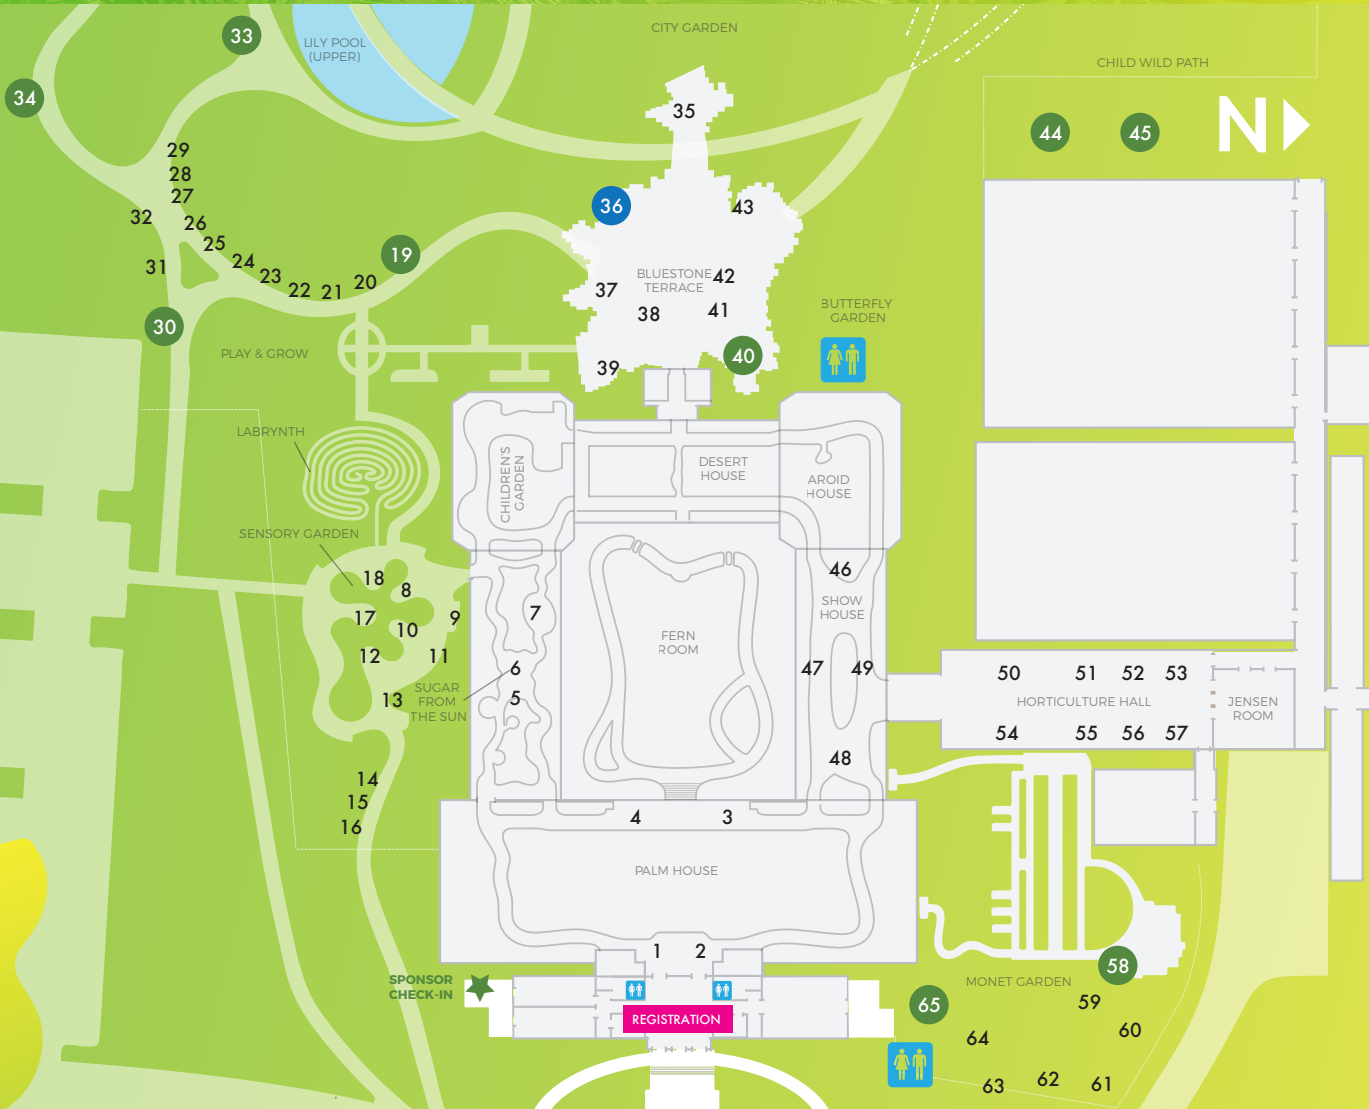 CITY GARDEN
33
LILY POOL
(UPPER)
CHILD WILD PATH
34
35
44
45
N
29
28
27
32
26
25
24
31
23
22
21
20
19
36
43
BLUESTONE
TERRACE
42
37
38
41
30
PLAY & GROW
39
40
BUTTERFLY
GARDEN
LABRYNTH
CHILDREN'S
GARDEN
DESERT
HOUSE
AROID
HOUSE
SENSORY GARDEN
18
8
17
9
10
12
11
13
SUGAR
FROM
THE SUN
7
6
5
FERN
ROOM
46
SHOW
HOUSE
47
49
48
50
51
52
53
HORTICULTURE HALL
JENSEN
ROOM
54
55
56
57
14
15
16
4
3
PALM HOUSE
1
2
SPONSOR
CHECK-IN
REGISTRATION
MONET GARDEN
58
59
65
64
60
63
62
61